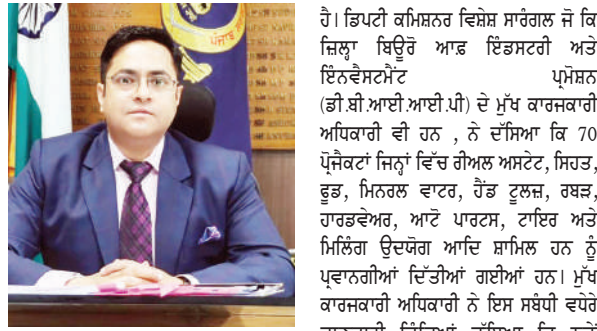 ਹੈ। ਡਿਪਟੀ ਕਮਿਸ਼ਨਰ ਵਿਸ਼ੇਸ਼ ਸਾਰੰਗਲ ਜੋ ਕਿ
ਜ਼ਿਲ੍ਹਾ ਬਿਊਰੋ ਆਫ਼ ਇੰਡਸਟਰੀ ਅਤੇ
ਇੰਨਵੈਸਟਮੈਂਟ ਪ੍ਰਮੋਸ਼ਨ
(ਡੀ.ਬੀ.ਆਈ.ਆਈ.ਪੀ) ਦੇ ਮੁੱਖ ਕਾਰਜਕਾਰੀ
ਅਧਿਕਾਰੀ ਵੀ ਹਨ , ਨੇ ਦੱਸਿਆ ਕਿ 70
ਪ੍ਰੋਜੈਕਟਾਂ ਜਿਨ੍ਹਾਂ ਵਿੱਚ ਰੀਅਲ ਅਸਟੇਟ, ਸਿਹਤ,
ਫੂਡ, ਮਿਨਰਲ ਵਾਟਰ, ਹੈਂਡ ਟੂਲਜ਼, ਰਬੜ,
ਹਾਰਡਵੇਅਰ, ਆਟੋ ਪਾਰਟਸ, ਟਾਇਰ ਅਤੇ
ਮਿਲਿੰਗ ਉਦਯੋਗ ਆਦਿ ਸ਼ਾਮਿਲ ਹਨ ਨੂੰ
ਪ੍ਰਵਾਨਗੀਆਂ ਦਿੱਤੀਆਂ ਗਈਆਂ ਹਨ। ਮੁੱਖ
ਕਾਰਜਕਾਰੀ ਅਧਿਕਾਰੀ ਨੇ ਇਸ ਸਬੰਧੀ ਵਧੇਰੇ